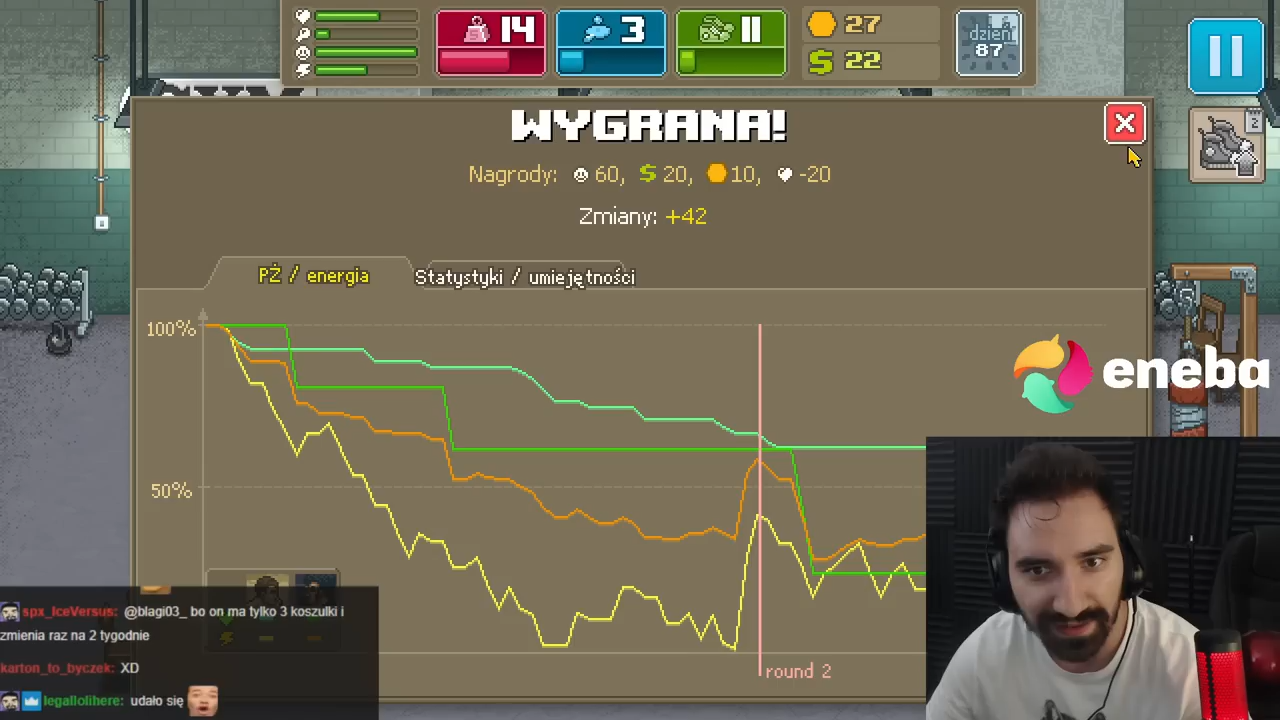 14
3
11
27
22
dzień
87
z
WYGRANA!
Nagrody: 60, $ 20, 10, -20
Zmiany: +42
PŻ / energia
Statystyki / umiejętności
100%
50%
round 2
eneba
spx_IceVersus: @blagi03_ bo on ma tylko 3 koszulki i
zmienia raz na 2 tygodnie
karton_to_byczek: XD
legallolihere: udało się